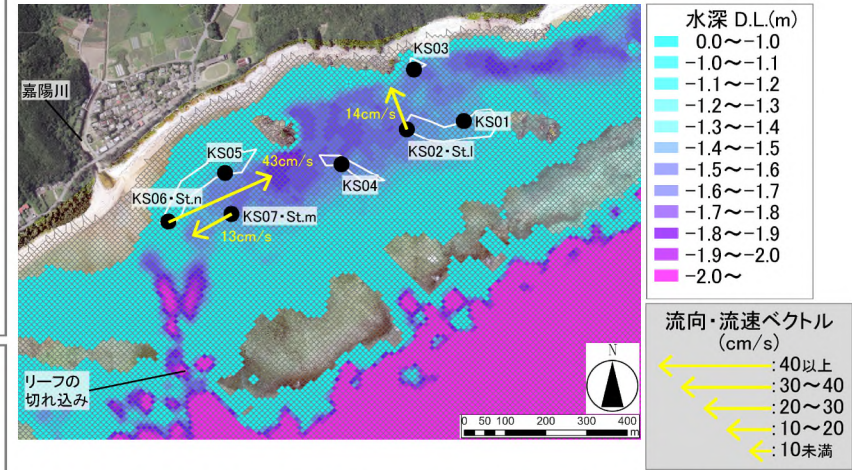 嘉陽川
KS03
14cm/s
KS01
KS02・St.l
KS05
43cm/s
KS04
KS06・St.n
KS07・St.m
13cm/s
リーフの
切れ込み
N
0 50 100 200 300 400
m
水深 D.L.(m)
0.0～-1.0
-1.0～-1.1
-1.1～-1.2
-1.2～-1.3
-1.3～-1.4
-1.4～-1.5
-1.5～-1.6
-1.6～-1.7
-1.7～-1.8
-1.8～-1.9
-1.9～-2.0
-2.0～
流向・流速ベクトル
(cm/s)
:40以上
:30～40
:20～30
:10～20
:10未満